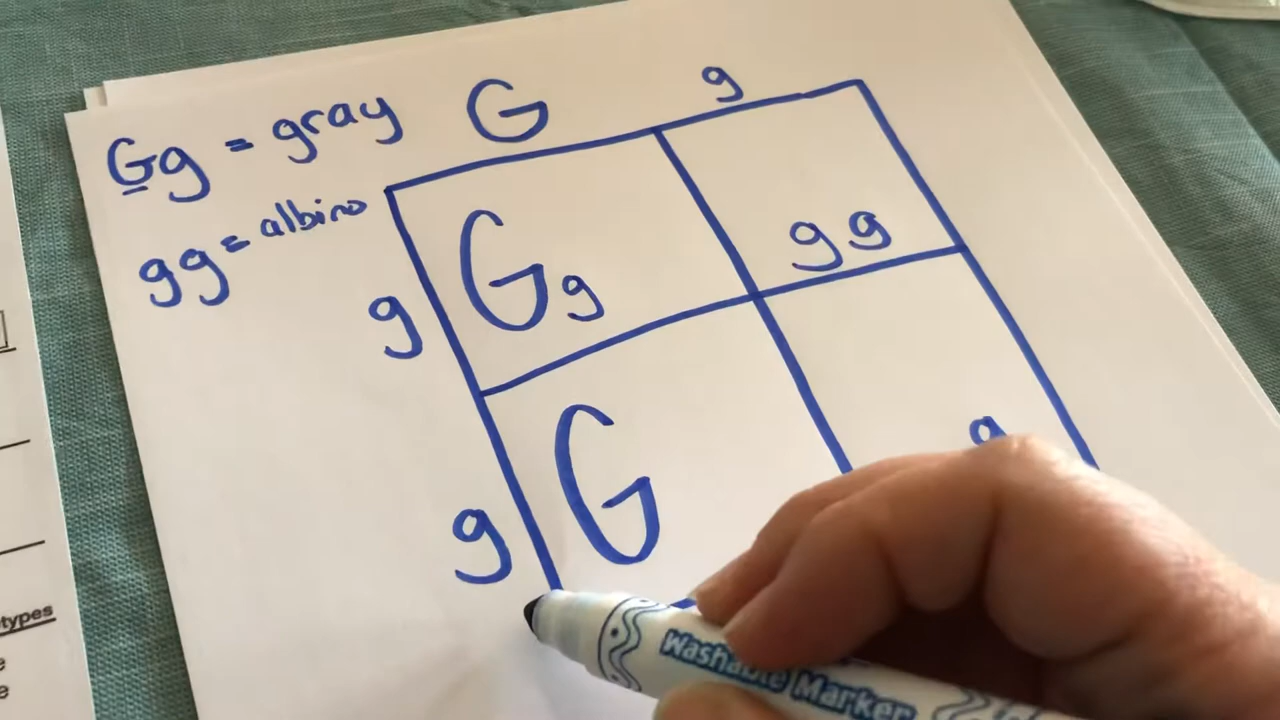 Gg = gray
gg = albino
G g
g Gg gg
g G g
Washable Marker
types
e
e